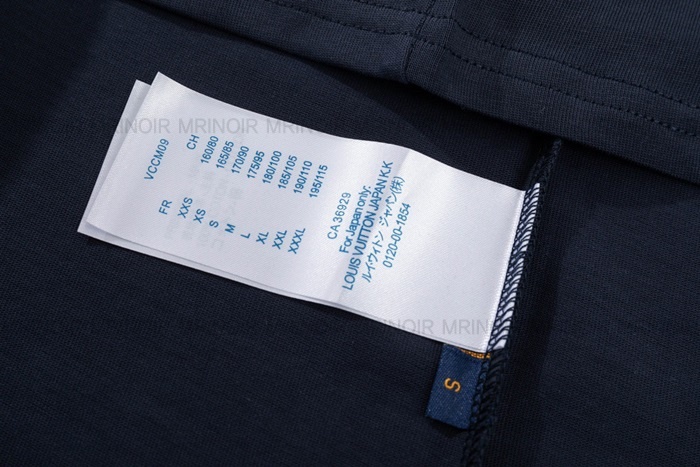 VCCM09
FR CH
XXS 160/80
XS 165/85
S 170/90
M 175/95
L 180/100
XL 185/105
XXL 190/110
XXXL 195/115
CA36929
For Japan only:
LOUIS VUITTON JAPAN K.K
ルイ・ヴィトン ジャパン(株)
0120-00-1854
S
MRINOIR MRINOIR
MRINOIR MRINOIR